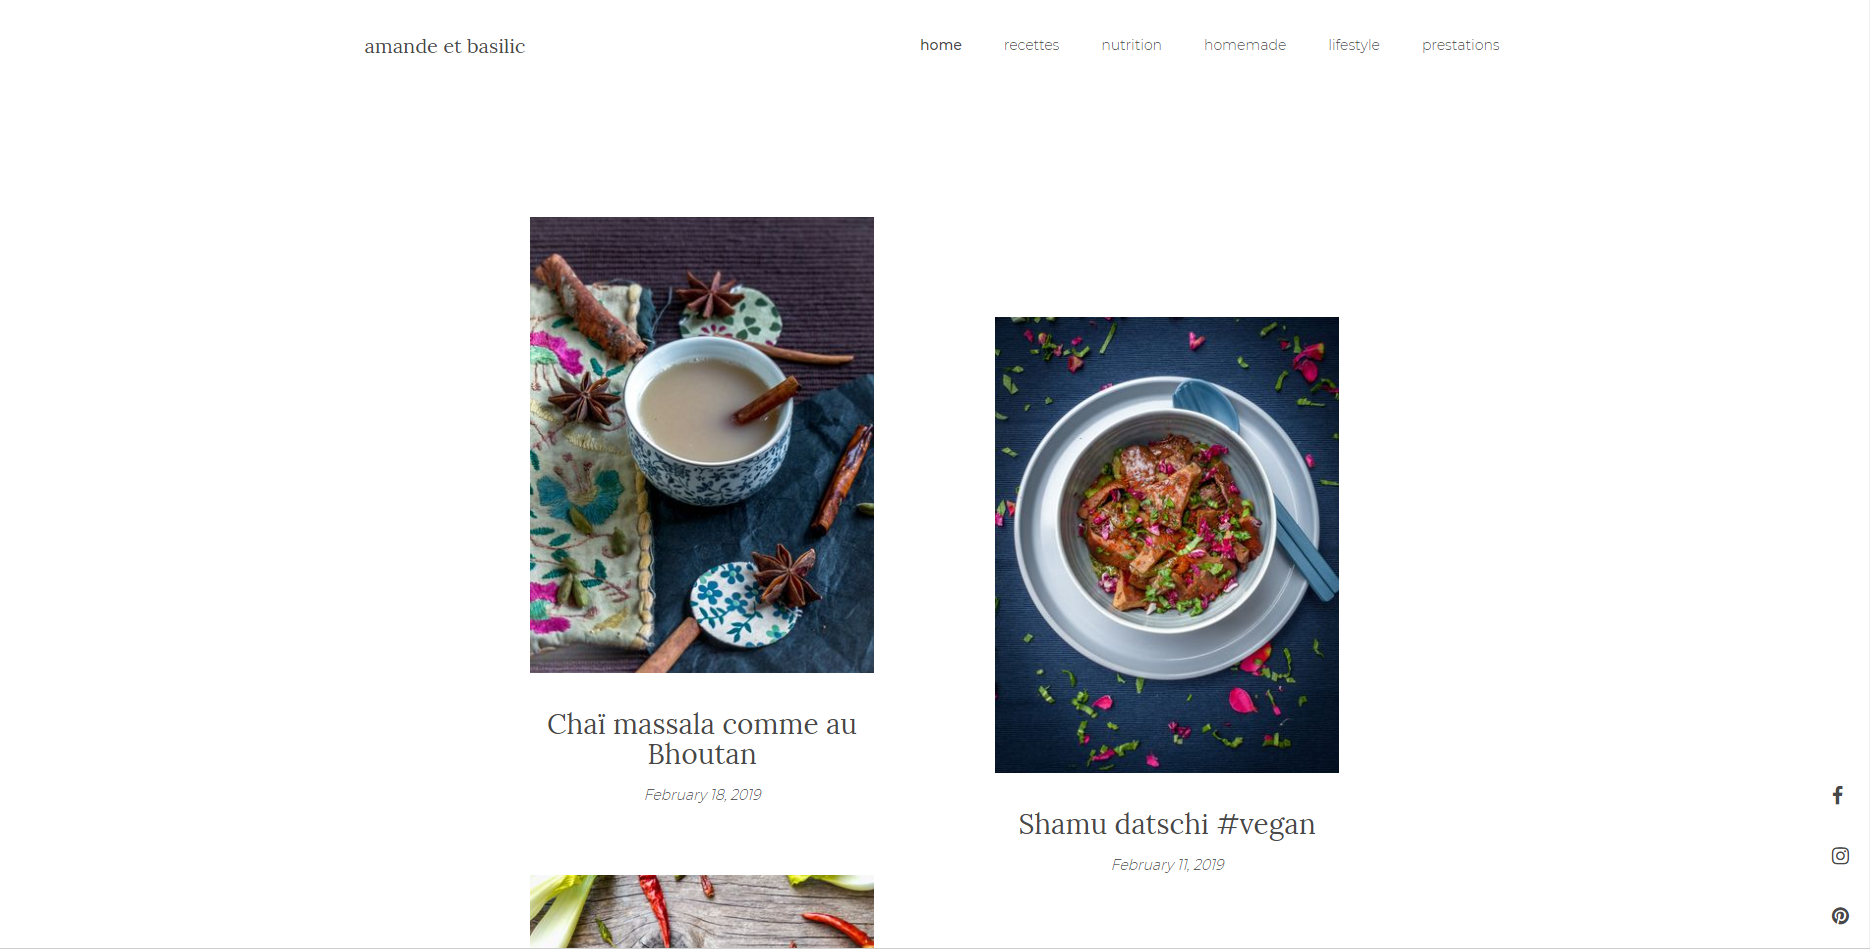 amande et basilic
home recettes nutrition homemade lifestyle prestations
Chaï massala comme au
Bhoutan
February 18, 2019
Shamu datschi #vegan
February 11, 2019